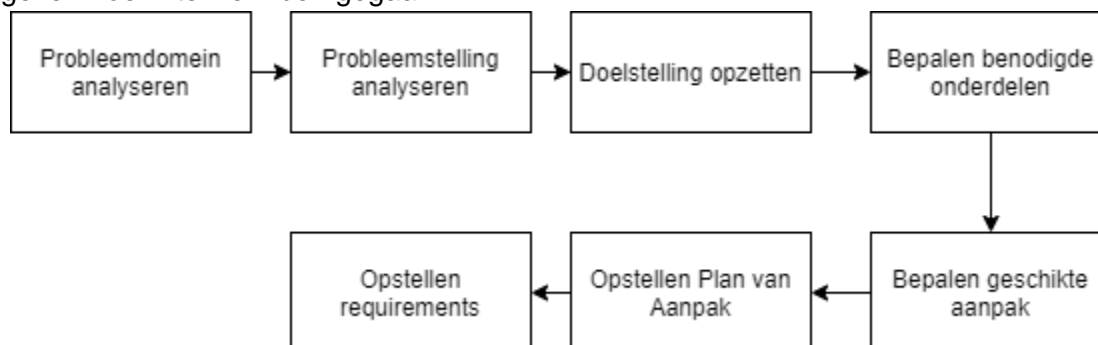 Probleemdomein
analyseren
Probleemstelling
analyseren
Doelstelling opzetten
Bepalen benodigde
onderdelen
Bepalen geschikte
aanpak
Opstellen Plan van
Aanpak
Opstellen
requirements